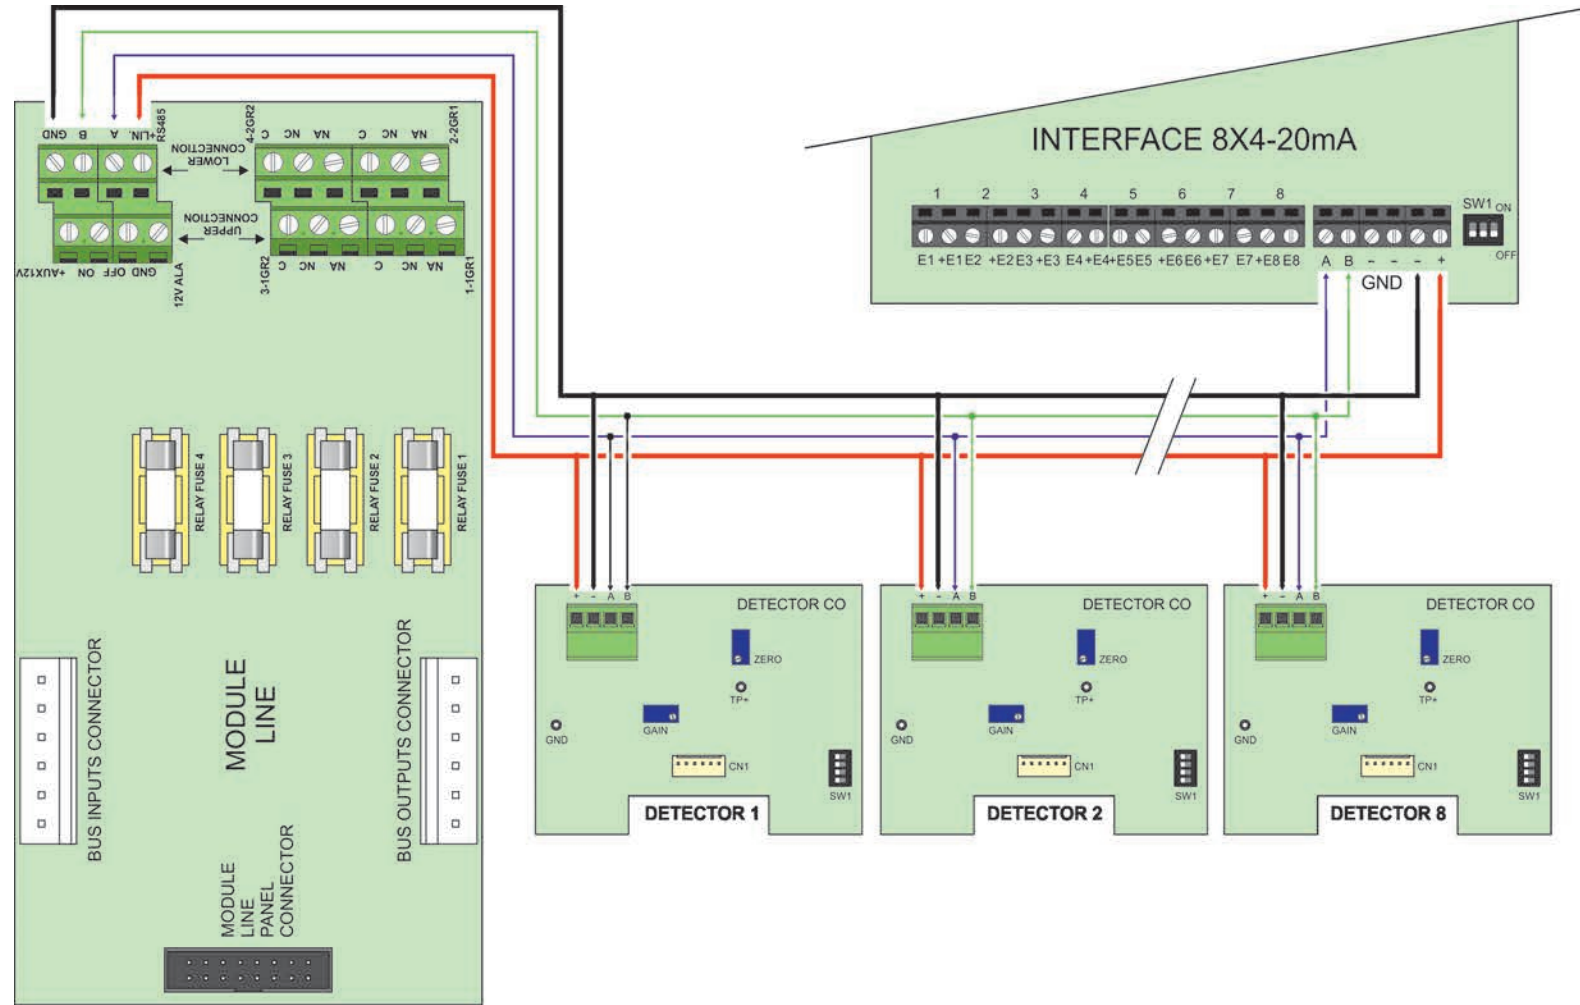 GND
B
A
+LIN.
RS485
LOWER
CONNECTION
4-2GR2
C
NC
NA
C
NC
NA
2-2GR1
UPPER
CONNECTION
+AUX12V
ON
OFF
GND
12V ALA
3-1GR2
C
NC
NA
C
NC
NA
1-1GR1
RELAY FUSE 4
RELAY FUSE 3
RELAY FUSE 2
RELAY FUSE 1
BUS INPUTS CONNECTOR
MODULE
LINE
BUS OUTPUTS CONNECTOR
MODULE
LINE
PANEL
CONNECTOR
INTERFACE 8X4-20mA
1 2 3 4 5 6 7 8
SW1 ON
OFF
E1 +E1 E2 +E2 E3 +E3 E4 +E4 +E5 E5 +E6 E6 +E7 E7 +E8 E8 A B - - - +
GND
+ - A B
DETECTOR CO
ZERO
TP+
GAIN
GND
CN1
SW1
DETECTOR 1
+ - A B
DETECTOR CO
ZERO
TP+
GAIN
GND
CN1
SW1
DETECTOR 2
+ - A B
DETECTOR CO
ZERO
TP+
GAIN
GND
CN1
SW1
DETECTOR 8